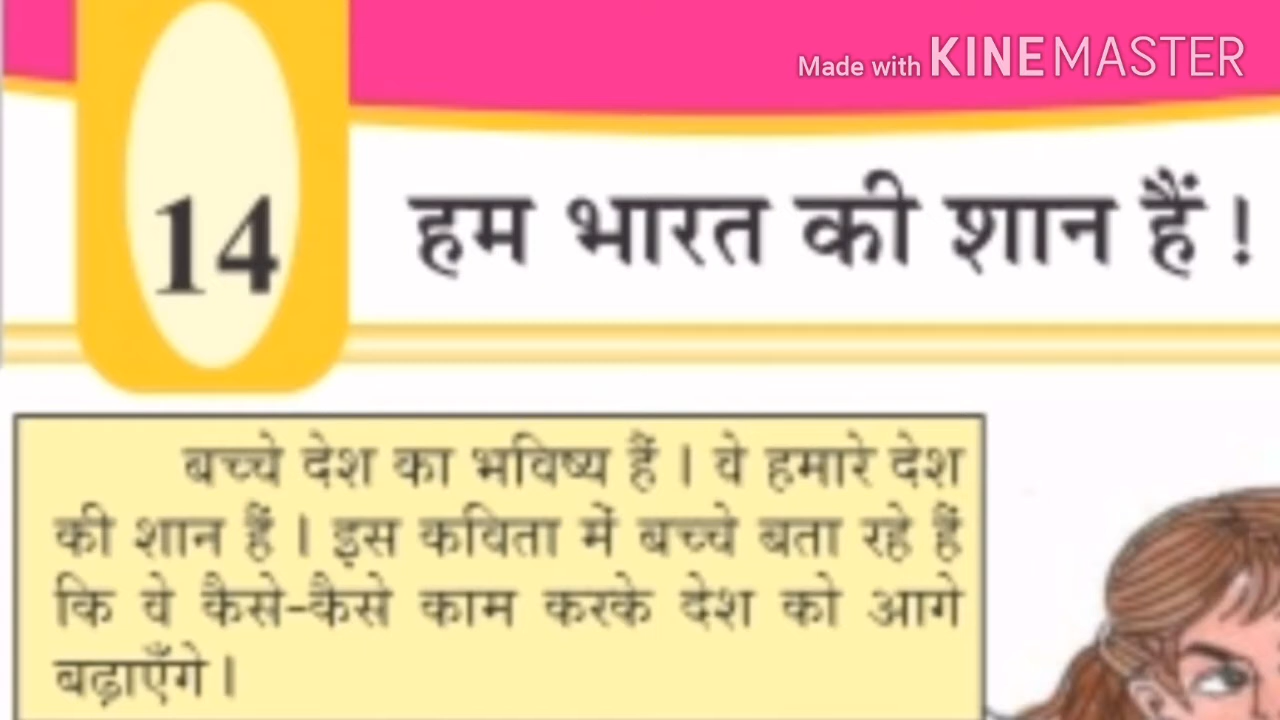 Made with KINEMASTER
14 हम भारत की शान हैं!
बच्चे देश का भविष्य हैं । वे हमारे देश
की शान हैं । इस कविता में बच्चे बता रहे हैं
कि वे कैसे-कैसे काम करके देश को आगे
बढ़ाएँगे ।